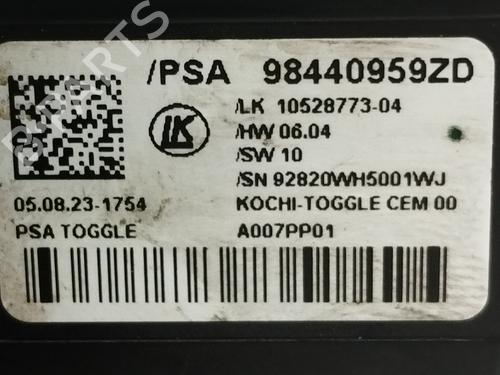 /PSA 98440959ZD
LK
/LK 10528773-04
/HW 06.04
/SW 10
/SN 92820WH5001WJ
05.08.23-1754 KOCHI-TOGGLE CEM 00
PSA TOGGLE A007PP01